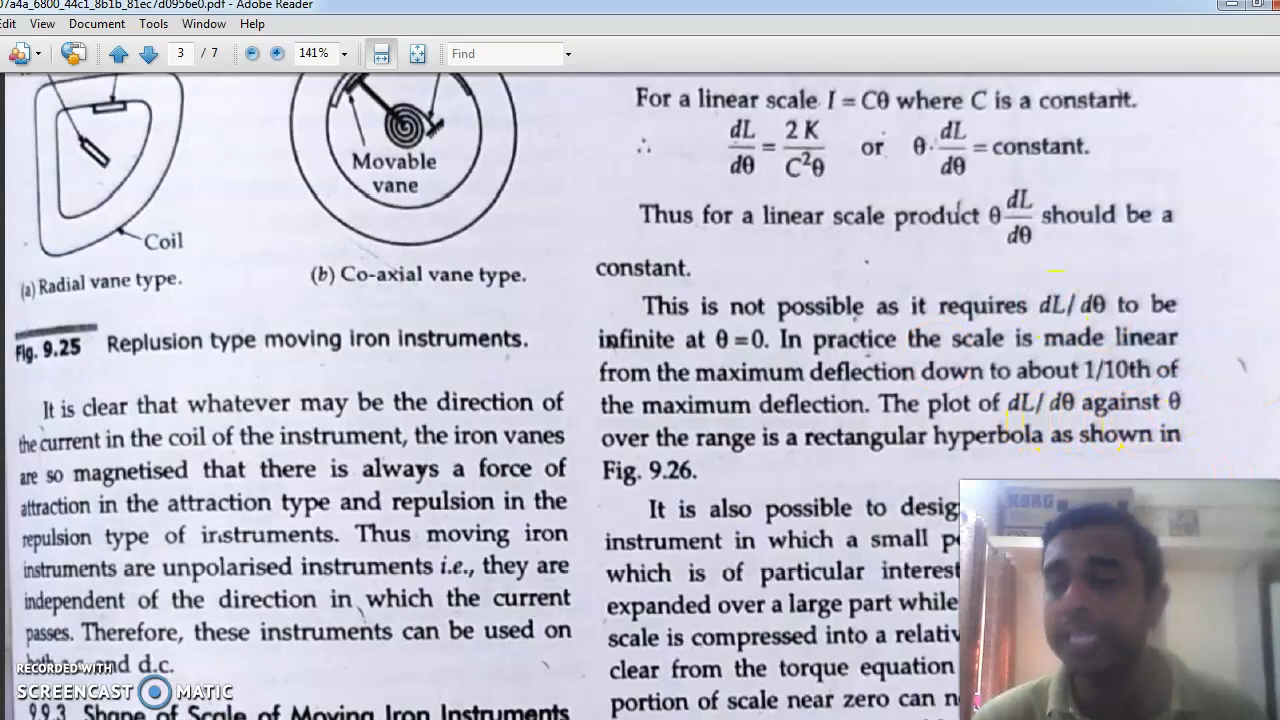 07a4a_6800_44c1_8b1b_81ec7d0956e0.pdf - Adobe Reader
Edit View Document Tools Window Help
3 / 7 141% Find
Movable
vane
Coil
(a) Radial vane type.
(b) Co-axial vane type.
Fig. 9.25 Replusion type moving iron instruments.
It is clear that whatever may be the direction of
the current in the coil of the instrument, the iron vanes
are so magnetised that there is always a force of
attraction in the attraction type and repulsion in the
repulsion type of instruments. Thus moving iron
instruments are unpolarised instruments i.e., they are
independent of the direction in which the current
passes. Therefore, these instruments can be used on
and d.c.
9.9.3 Shape of Scale of Moving Iron Instruments
For a linear scale I = Cθ where C is a constant.
∴ dL/dθ = 2 K/C²θ or θ· dL/dθ = constant.
Thus for a linear scale product θ dL/dθ should be a
constant.
This is not possible as it requires dL/dθ to be
infinite at θ=0. In practice the scale is made linear
from the maximum deflection down to about 1/10th of
the maximum deflection. The plot of dL/dθ against θ
over the range is a rectangular hyperbola as shown in
Fig. 9.26.
It is also possible to desig
instrument in which a small p
which is of particular interest
expanded over a large part while
scale is compressed into a relativ
clear from the torque equation
portion of scale near zero can n
KORG
RECORDED WITH
SCREENCAST MATIC